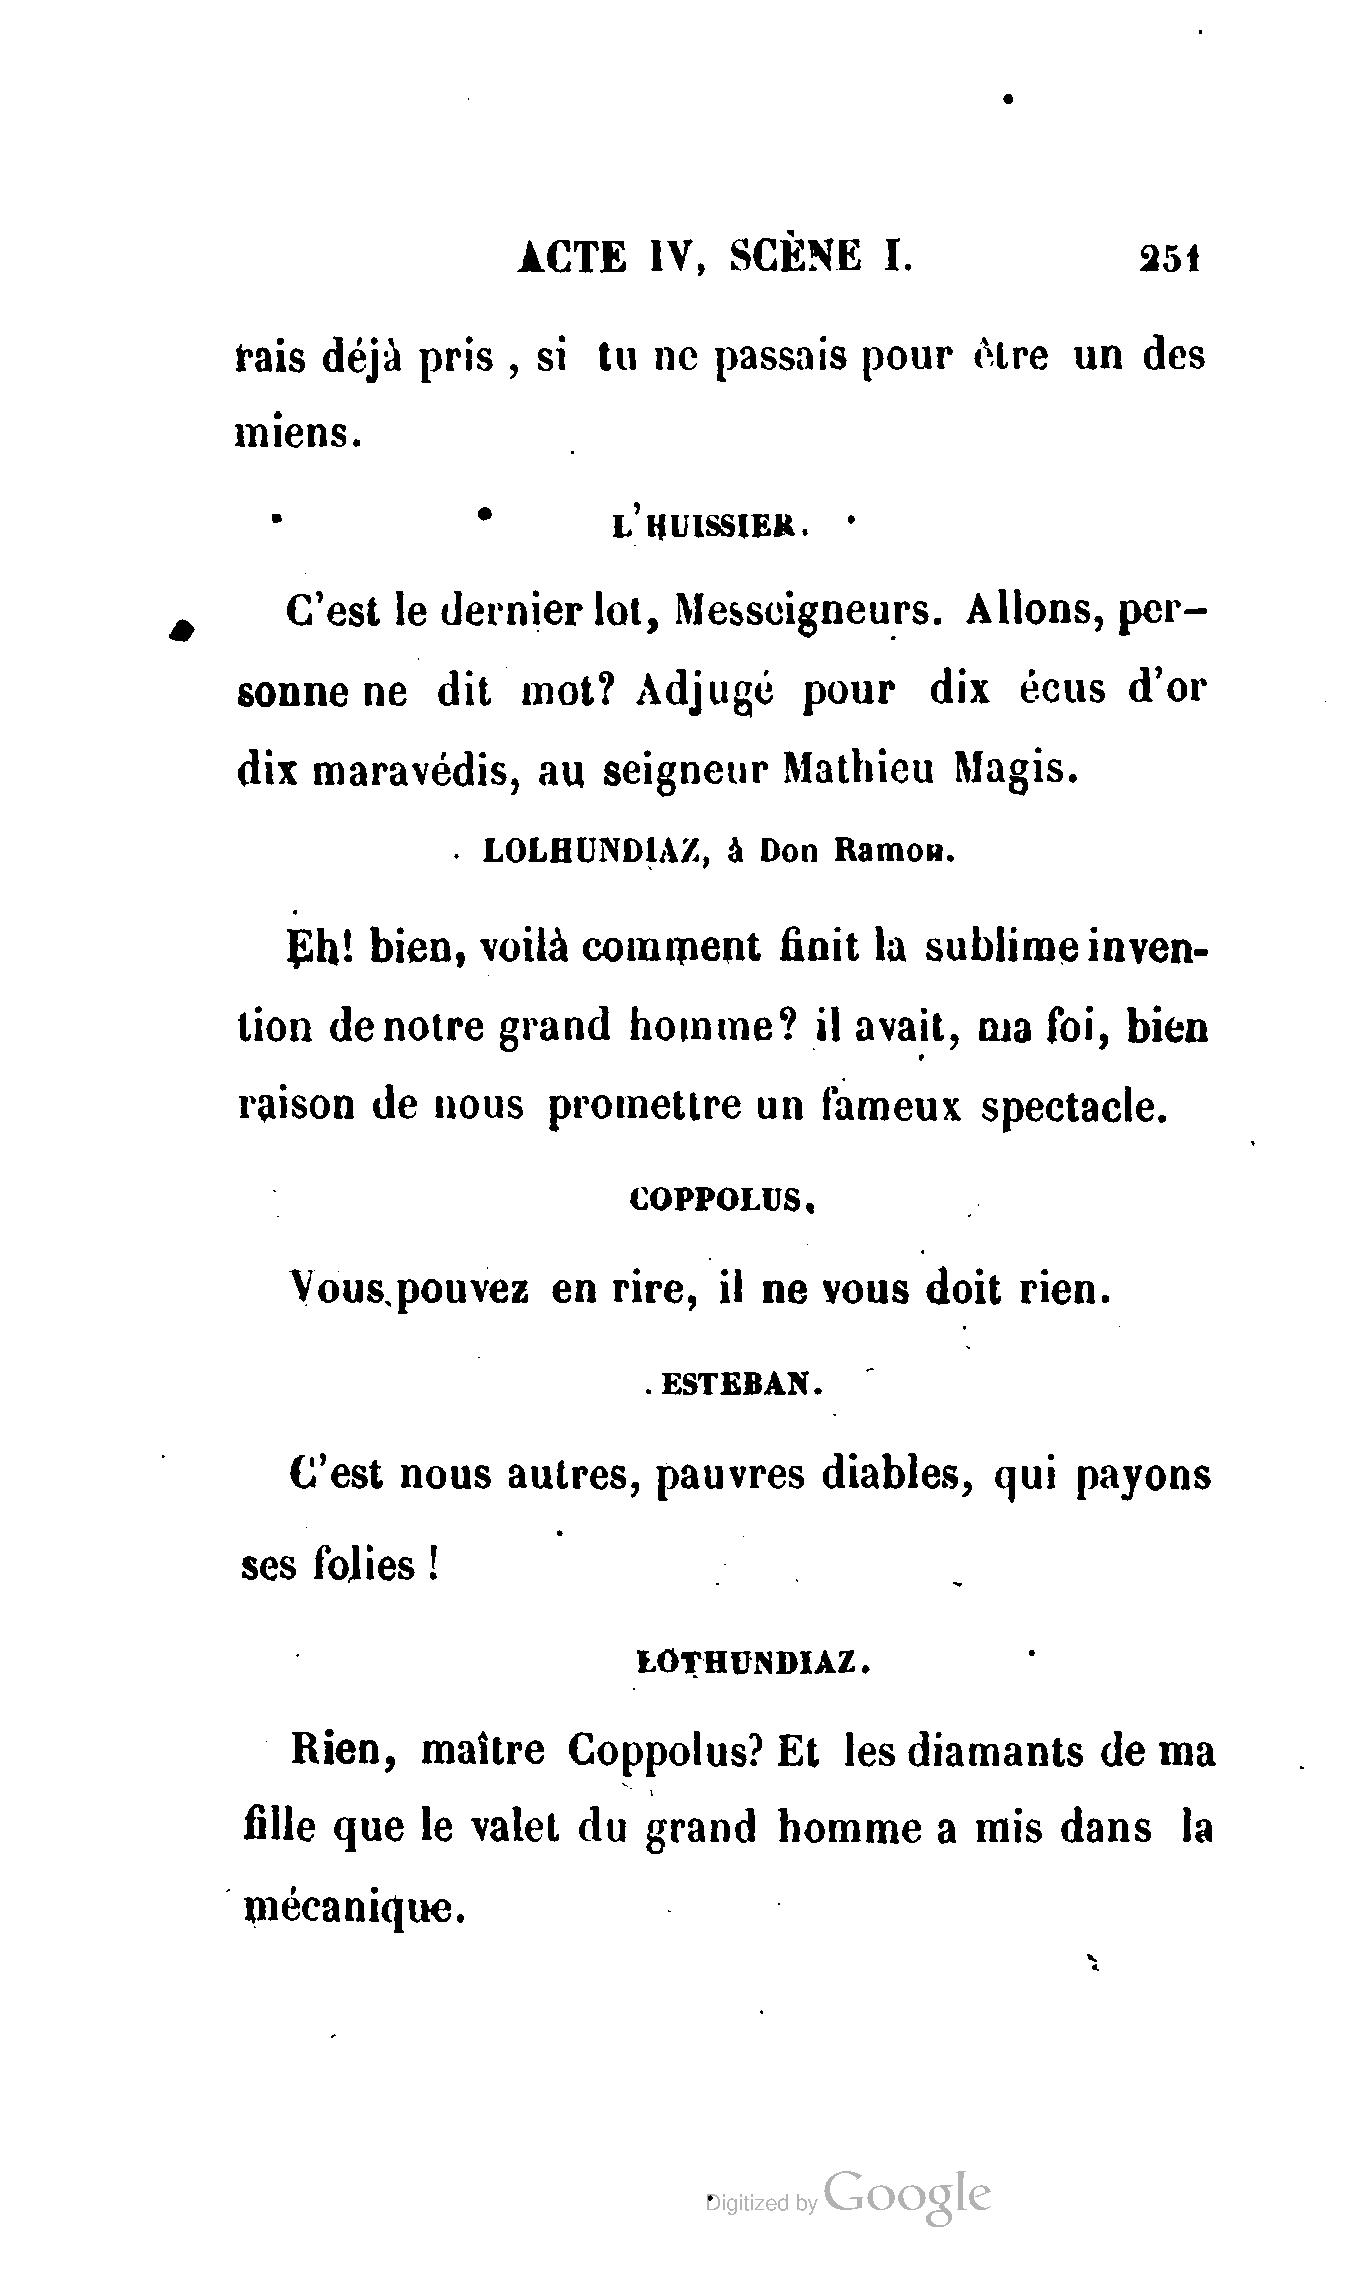 ACTE IV, SCÈNE I. 251
rais déjà pris , si tu ne passais pour être un des
miens.
L'HUISSIER.
C'est le dernier lot, Messeigneurs. Allons, per-
sonne ne dit mot? Adjugé pour dix écus d'or
dix maravédis, au seigneur Mathieu Magis.
LOLHUNDIAZ, à Don Ramon.
Eh! bien, voilà comment finit la sublime inven-
tion de notre grand homme? il avait, ma foi, bien
raison de nous promettre un fameux spectacle.
COPPOLUS.
Vous pouvez en rire, il ne vous doit rien.
ESTEBAN.
C'est nous autres, pauvres diables, qui payons
ses folies !
LOTHUNDIAZ.
Rien, maître Coppolus? Et les diamants de ma
fille que le valet du grand homme a mis dans la
mécanique.
Digitized by Google